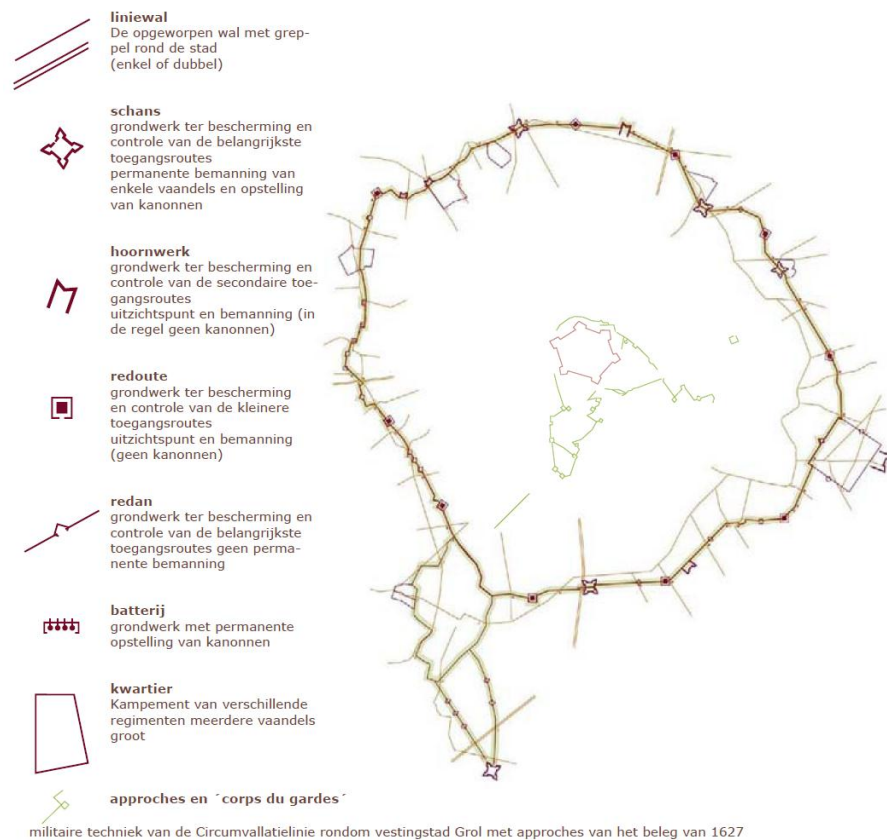 liniewal
De opgeworpen wal met grep-
pel rond de stad
(enkel of dubbel)
schans
grondwerk ter bescherming en
controle van de belangrijkste
toegangsroutes
permanente bemanning van
enkele vaandels en opstelling
van kanonnen
hoornwerk
grondwerk ter bescherming en
controle van de secondaire toe-
gangsroutes
uitzichtspunt en bemanning (in
de regel geen kanonnen)
redoute
grondwerk ter bescherming
en controle van de kleinere
toegangsroutes
uitzichtspunt en bemanning
(geen kanonnen)
redan
grondwerk ter bescherming en
controle van de belangrijkste
toegangsroutes geen perma-
nente bemanning
batterij
grondwerk met permanente
opstelling van kanonnen
kwartier
Kampement van verschillende
regimenten meerdere vaandels
groot
approches en ´corps du gardes´
militaire techniek van de Circumvallatielinie rondom vestingstad Grol met approches van het beleg van 1627